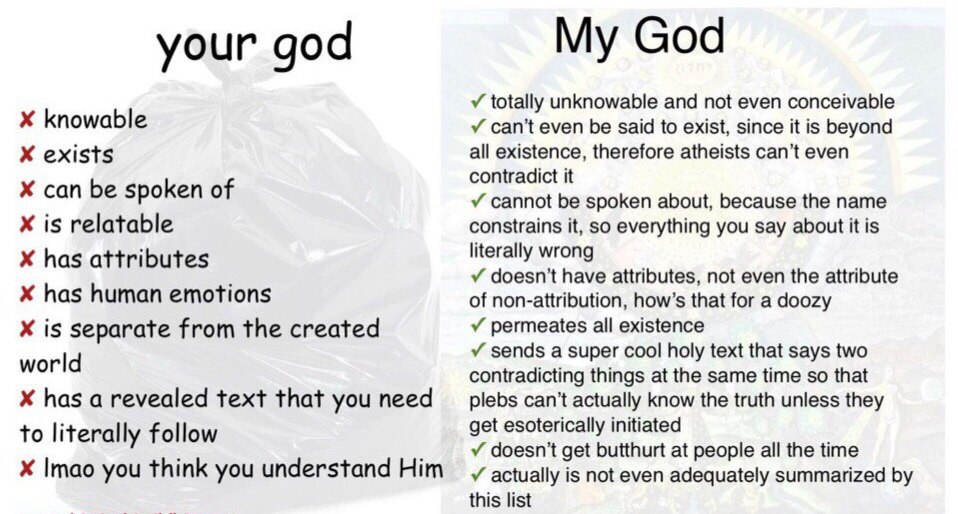 your god
✘ knowable
✘ exists
✘ can be spoken of
✘ is relatable
✘ has attributes
✘ has human emotions
✘ is separate from the created
world
✘ has a revealed text that you need
to literally follow
✘ lmao you think you understand Him
My God
✓ totally unknowable and not even conceivable
✓ can't even be said to exist, since it is beyond
all existence, therefore atheists can't even
contradict it
✓ cannot be spoken about, because the name
constrains it, so everything you say about it is
literally wrong
✓ doesn't have attributes, not even the attribute
of non-attribution, how's that for a doozy
✓ permeates all existence
✓ sends a super cool holy text that says two
contradicting things at the same time so that
plebs can't actually know the truth unless they
get esoterically initiated
✓ doesn't get butthurt at people all the time
✓ actually is not even adequately summarized by
this list